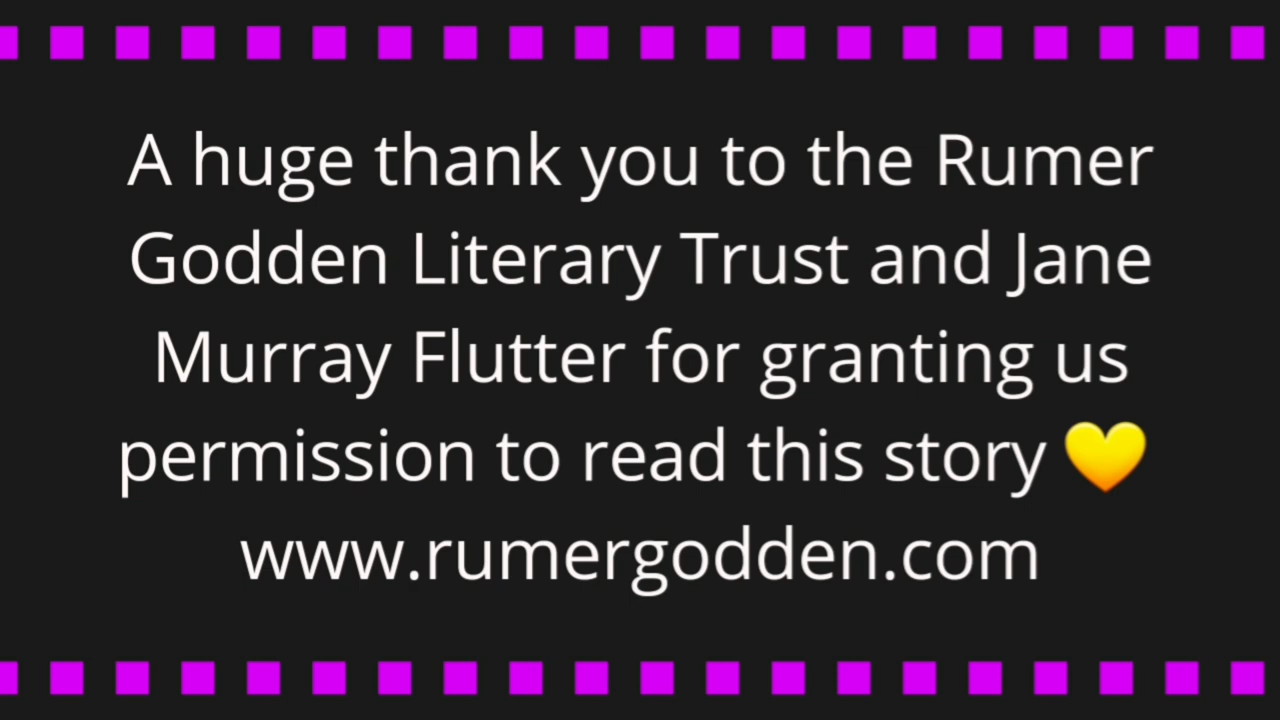 A huge thank you to the Rumer
Godden Literary Trust and Jane
Murray Flutter for granting us
permission to read this story 💛
www.rumergodden.com